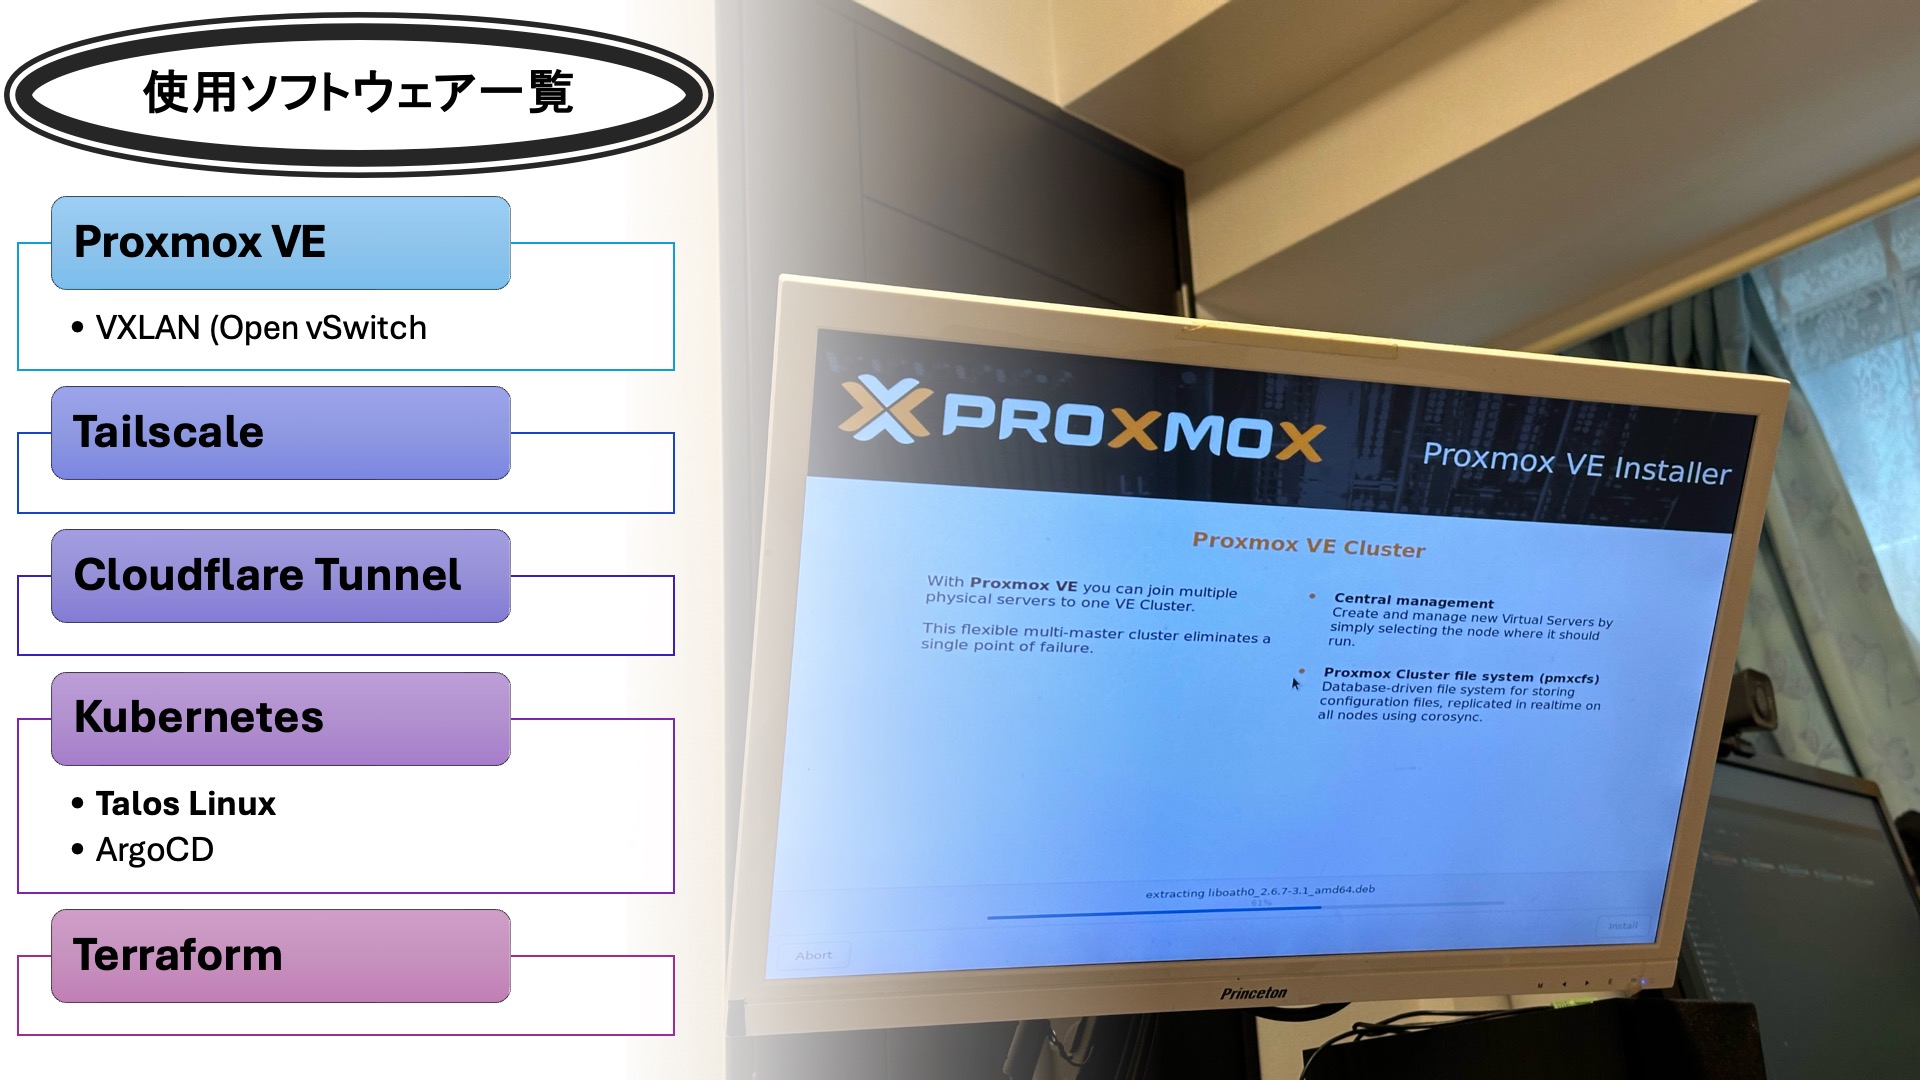 使用ソフトウェア一覧
Proxmox VE
• VXLAN (Open vSwitch
Tailscale
Cloudflare Tunnel
Kubernetes
• Talos Linux
• ArgoCD
Terraform
PROXMOX
Proxmox VE Installer
Proxmox VE Cluster
With Proxmox VE you can join multiple
physical servers to one VE Cluster.
This flexible multi-master cluster eliminates a
single point of failure.
• Central management
Create and manage new Virtual Servers by
simply selecting the node where it should
run.
• Proxmox Cluster file system (pmxcfs)
Database-driven file system for storing
configuration files, replicated in realtime on
all nodes using corosync.
extracting liboath0_2.6.7-3.1_amd64.deb
61%
Install
Abort
Princeton